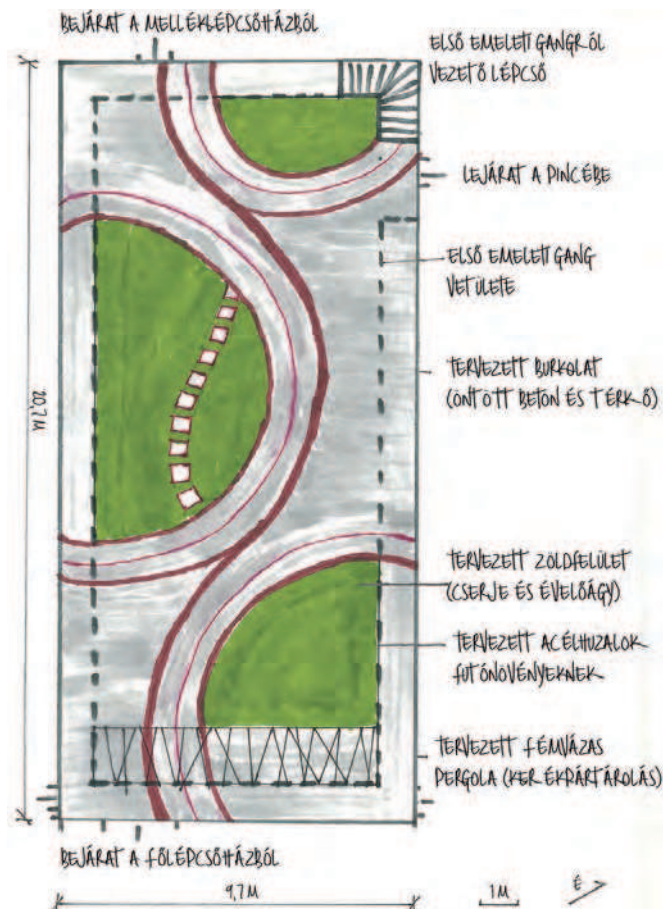 BEJÁRAT A MELLÉKLÉPCSŐHÁZBÓL
ELSŐ EMELETI GANGRÓL
VEZETŐ LÉPCSŐ
LEJÁRAT A PINCÉBE
ELSŐ EMELETI GANG
VETÜLETE
TERVEZETT BURKOLAT
(ÖNTÖTT BETON ÉS TÉRKŐ)
20,7 M
TERVEZETT ZÖLDFELÜLET
(CSERJE ÉS ÉVELŐÁGY)
TERVEZETT ACÉLHUZALOK
FUTÓNÖVÉNYEKNEK
TERVEZETT FÉMVÁZAS
PERGOLA (KERÉKPÁRTÁROLÁS)
BEJÁRAT A FŐLÉPCSŐHÁZBÓL
9,7 M
1 M
É